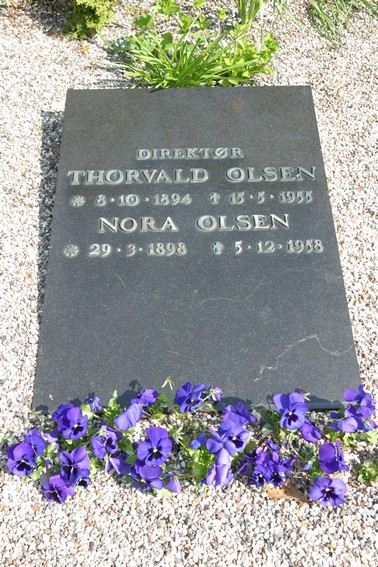 DIREKTØR
THORVALD OLSEN
* 8·10·1894 † 15·5·1955
NORA OLSEN
* 29·3·1898 † 5·12·1958